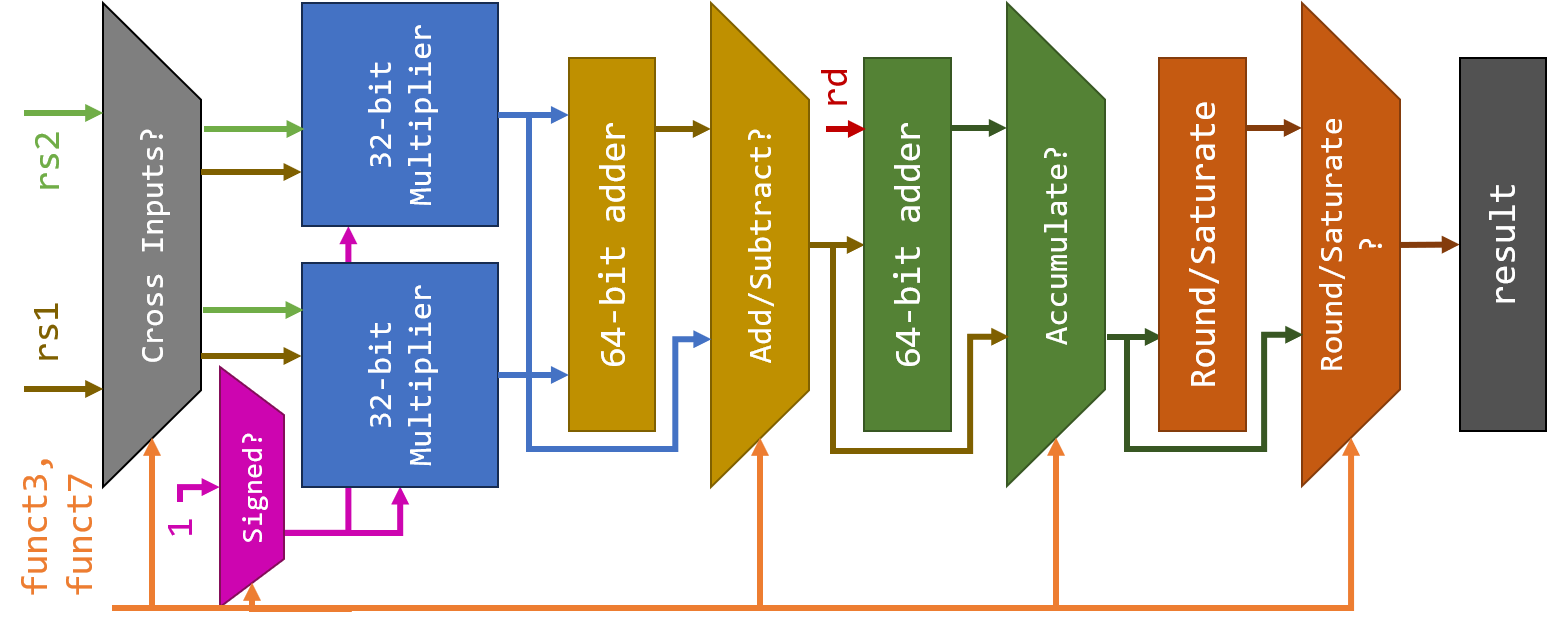 rs2
rs1
funct3,
funct7
Cross Inputs?
1
Signed?
32-bit
Multiplier
32-bit
Multiplier
64-bit adder
Add/Subtract?
rd
64-bit adder
Accumulate?
Round/Saturate
Round/Saturate
?
result